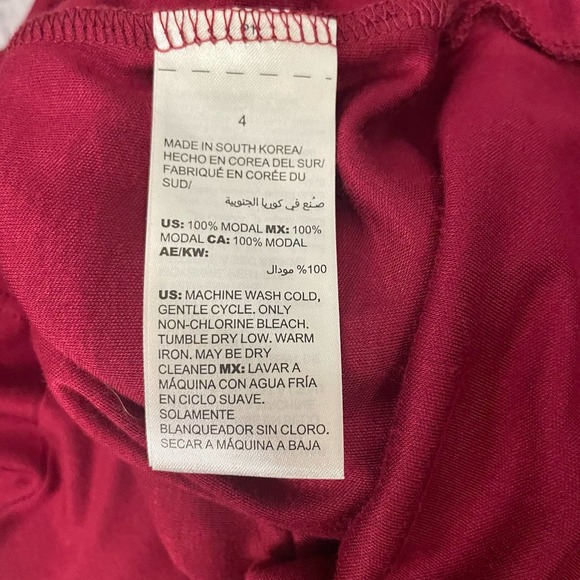 4
MADE IN SOUTH KOREA/
HECHO EN COREA DEL SUR/
FABRIQUÉ EN CORÉE DU
SUD/
صُنع في كوريا الجنوبية
US: 100% MODAL MX: 100%
MODAL CA: 100% MODAL
AE/KW:
100% مودال
US: MACHINE WASH COLD,
GENTLE CYCLE. ONLY
NON-CHLORINE BLEACH.
TUMBLE DRY LOW. WARM
IRON. MAY BE DRY
CLEANED MX: LAVAR A
MÁQUINA CON AGUA FRÍA
EN CICLO SUAVE.
SOLAMENTE
BLANQUEADOR SIN CLORO.
SECAR A MÁQUINA A BAJA